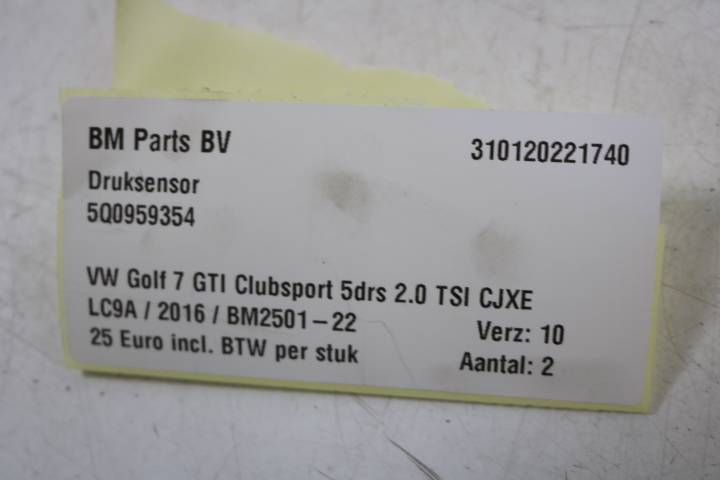 BM Parts BV 310120221740
Druksensor
5Q0959354
VW Golf 7 GTI Clubsport 5drs 2.0 TSI CJXE
LC9A / 2016 / BM2501-22 Verz: 10
25 Euro incl. BTW per stuk Aantal: 2